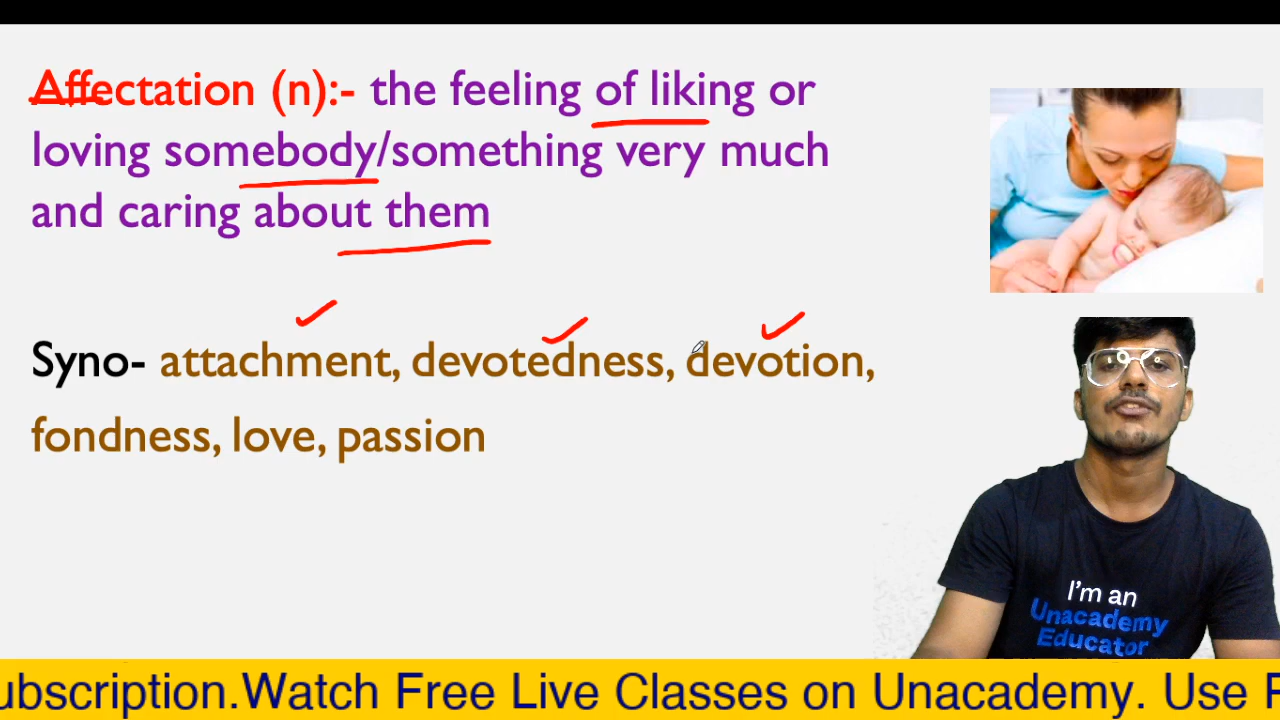 Affectation (n):- the feeling of liking or
loving somebody/something very much
and caring about them
Syno- attachment, devotedness, devotion,
fondness, love, passion
I'm an
Unacademy
Educator
ubscription.Watch Free Live Classes on Unacademy. Use